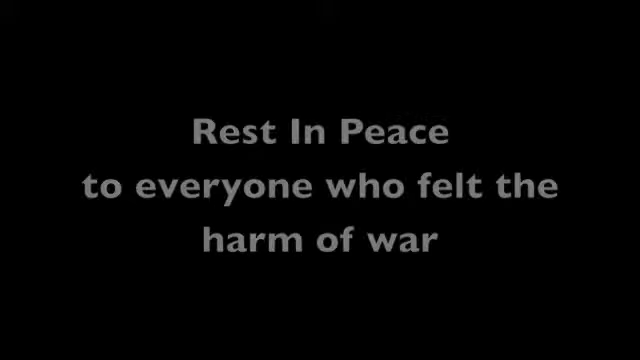 Rest In Peace
to everyone who felt the
harm of war